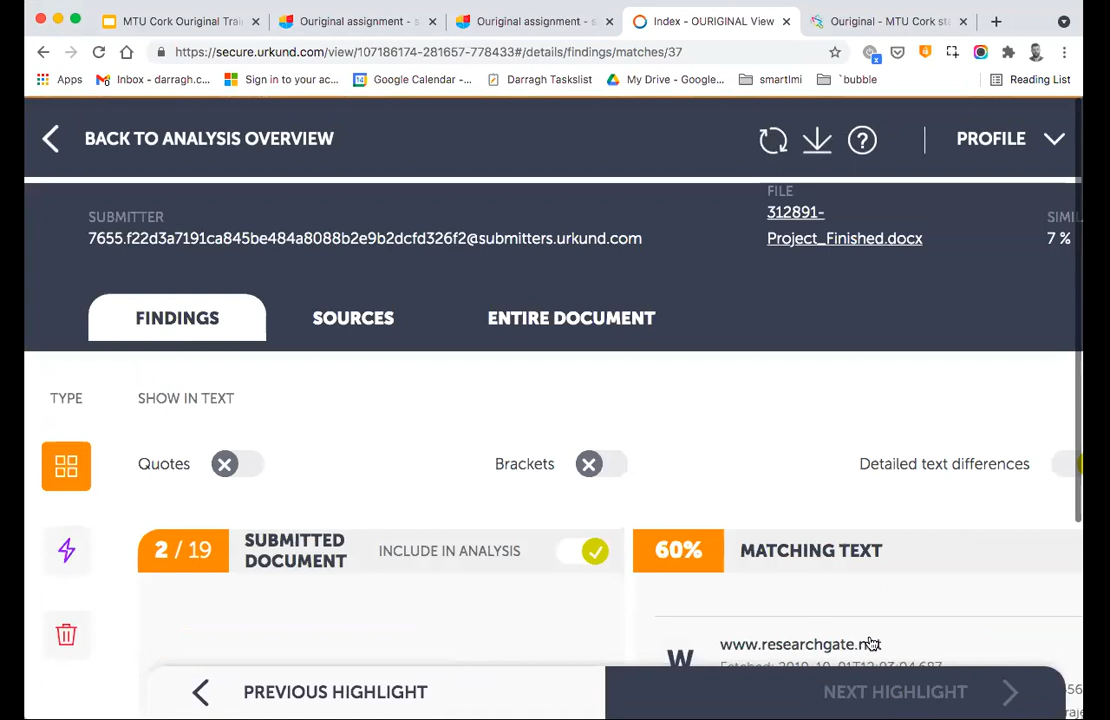 MTU Cork Ouriginal Trai
Ouriginal assignment - s
Ouriginal assignment - s
Index - OURIGINAL View
Ouriginal - MTU Cork st
https://secure.urkund.com/view/107186174-281657-778433#/details/findings/matches/37
Apps
Inbox - darragh.c...
Sign in to your ac...
Google Calendar -...
Darragh Tasklist
My Drive - Google...
smartlmi
`bubble
Reading List
BACK TO ANALYSIS OVERVIEW
PROFILE
SUBMITTER
7655.f22d3a7191ca845be484a8088b2e9b2dcfd326f2@submitters.urkund.com
FILE
312891-
Project_Finished.docx
SIMIL
7 %
FINDINGS
SOURCES
ENTIRE DOCUMENT
TYPE
SHOW IN TEXT
Quotes
Brackets
Detailed text differences
2 / 19
SUBMITTED
DOCUMENT
INCLUDE IN ANALYSIS
60%
MATCHING TEXT
W
www.researchgate.net
PREVIOUS HIGHLIGHT
NEXT HIGHLIGHT